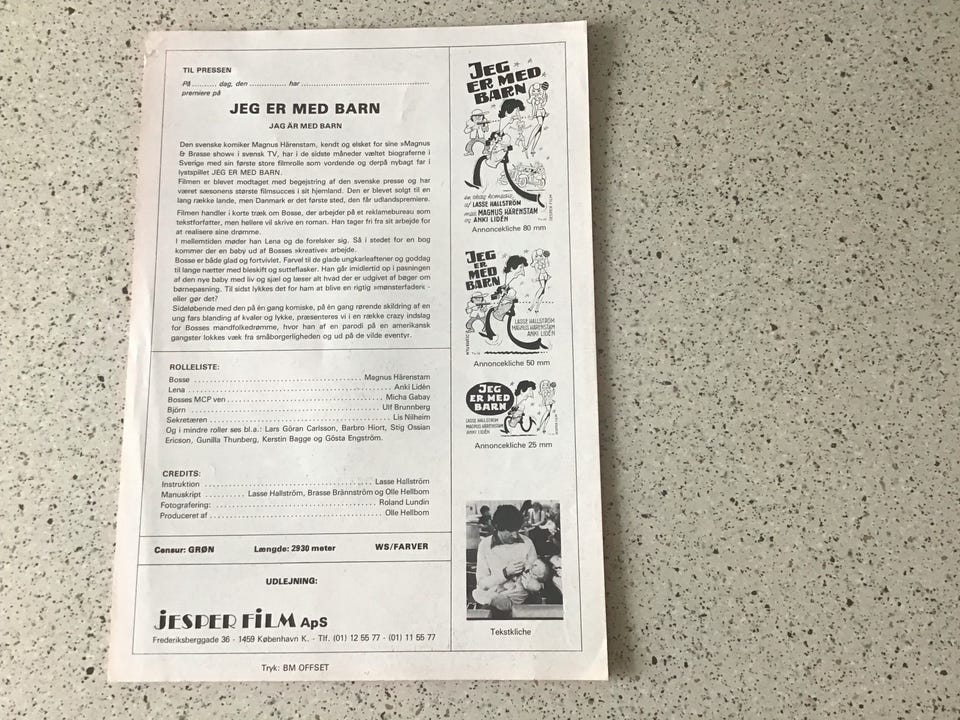 TIL PRESSEN
På .......... dag, den ............... har ..................................................
premiere på
JEG ER MED BARN
JAG ÄR MED BARN
Den svenske komiker Magnus Härenstam, kendt og elsket for sine »Magnus
& Brasse show« i svensk TV, har i de sidste måneder væltet biograferne i
Sverige med sin første store filmrolle som vordende og derpå nybagt far i
lystspillet JEG ER MED BARN.
Filmen er blevet modtaget med begejstring af den svenske presse og har
været sæsonens største filmsucces i sit hjemland. Den er blevet solgt til en
lang række lande, men Danmark er det første sted, den får udlandspremiere.
Filmen handler i korte træk om Bosse, der arbejder på et reklamebureau som
tekstforfatter, men hellere vil skrive en roman. Han tager fri fra sit arbejde for
at realisere sine drømme.
I mellemtiden møder han Lena og de forelsker sig. Så i stedet for en bog
kommer der en baby ud af Bosses »kreative« arbejde.
Bosse er både glad og fortvivlet. Farvel til de glade ungkarleaftener og goddag
til lange nætter med bleskift og sutteflasker. Han går imidlertid op i pasningen
af den nye baby med liv og sjæl og læser alt hvad der er udgivet af bøger om
børnepasning. Til sidst lykkes det for ham at blive en rigtig »mønsterfader« -
eller gør det?
Sideløbende med den på én gang komiske, på én gang rørende skildring af en
ung fars blanding af kvaler og lykke, præsenteres vi i en række crazy indslag
for Bosses mandfolkedrømme, hvor han af en parodi på en amerikansk
gangster lokkes væk fra småborgerligheden og ud på de vilde eventyr.
ROLLELISTE:
Bosse .......................................... Magnus Härenstam
Lena .................................................. Anki Lidén
Bosses MCP ven .......................................... Micha Gabay
Björn ............................................... Ulf Brunnberg
Sekretæren ............................................. Lis Nilheim
Og i mindre roller ses bl.a.: Lars Göran Carlsson, Barbro Hiort, Stig Ossian
Ericson, Gunilla Thunberg, Kerstin Bagge og Gösta Engström.
CREDITS:
Instruktion .......................................... Lasse Hallström
Manuskript .......... Lasse Hallström, Brasse Brännström og Olle Hellbom
Fotografering: .......................................... Roland Lundin
Produceret af .......................................... Olle Hellbom
Censur: GRØN Længde: 2930 meter WS/FARVER
UDLEJNING:
JESPER FILM ApS
Frederiksberggade 36 - 1459 København K. - Tlf. (01) 12 55 77 - (01) 11 55 77
Tryk: BM OFFSET
JEG
ER MED
BARN
af LASSE HALLSTRÖM
med MAGNUS HÄRENSTAM
og ANKI LIDÉN
JESPER FILM
Annoncekliche 80 mm
JEG
ER
MED
BARN
LASSE HALLSTRÖM
MAGNUS HÄRENSTAM
ANKI LIDÉN
Annoncekliche 50 mm
JEG
ER MED
BARN
LASSE HALLSTRÖM
MAGNUS HÄRENSTAM
ANKI LIDÉN
Annoncekliche 25 mm
Tekstkliche